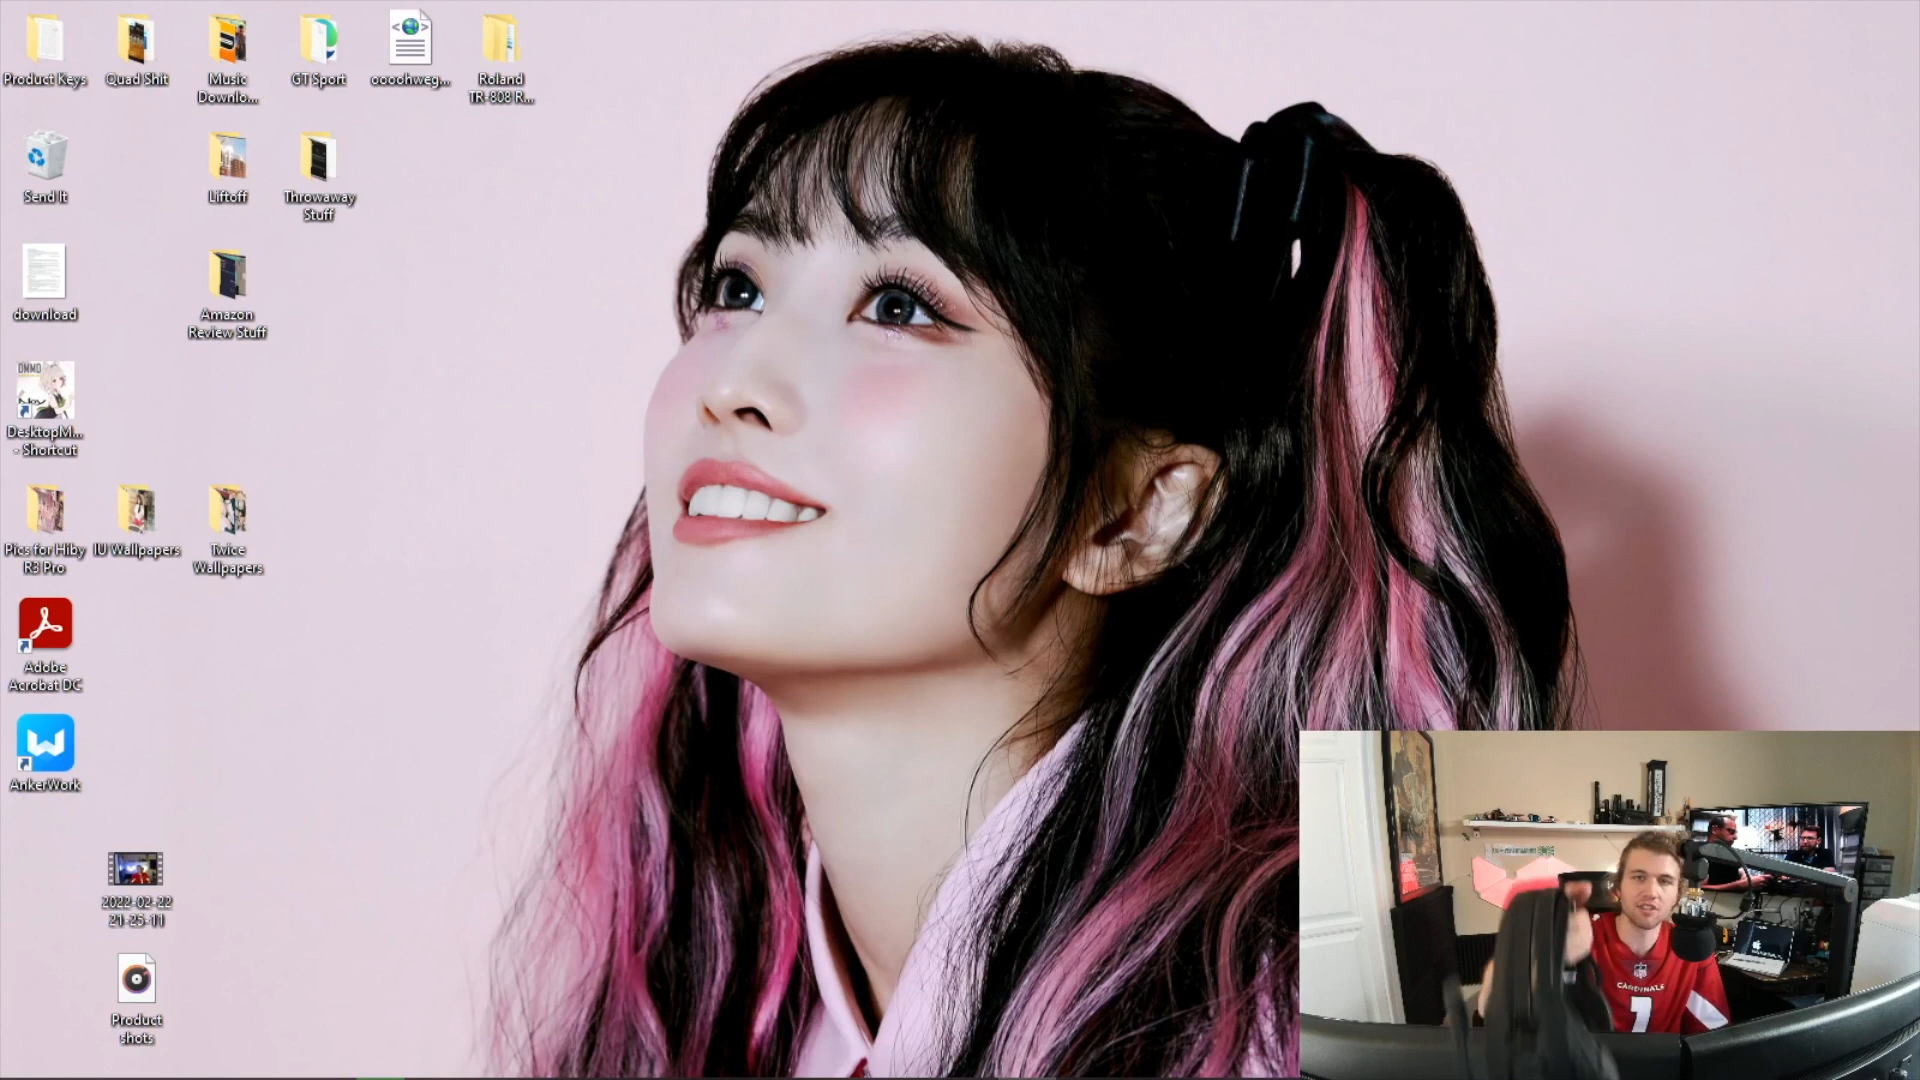 Product Keys
Quad Shit
Music
Downlo...
GT Sport
oooohweg...
Roland
TR-808 R...
Send It
Liftoff
Throwaway
Stuff
download
Amazon
Review Stuff
DMMO
DesktopM...
- Shortcut
Pics for Hiby
R3 Pro
IU Wallpapers
Twice
Wallpapers
Adobe
Acrobat DC
AnkerWork
2022-02-22
21-25-11
Product
shots
CARDINALS
1